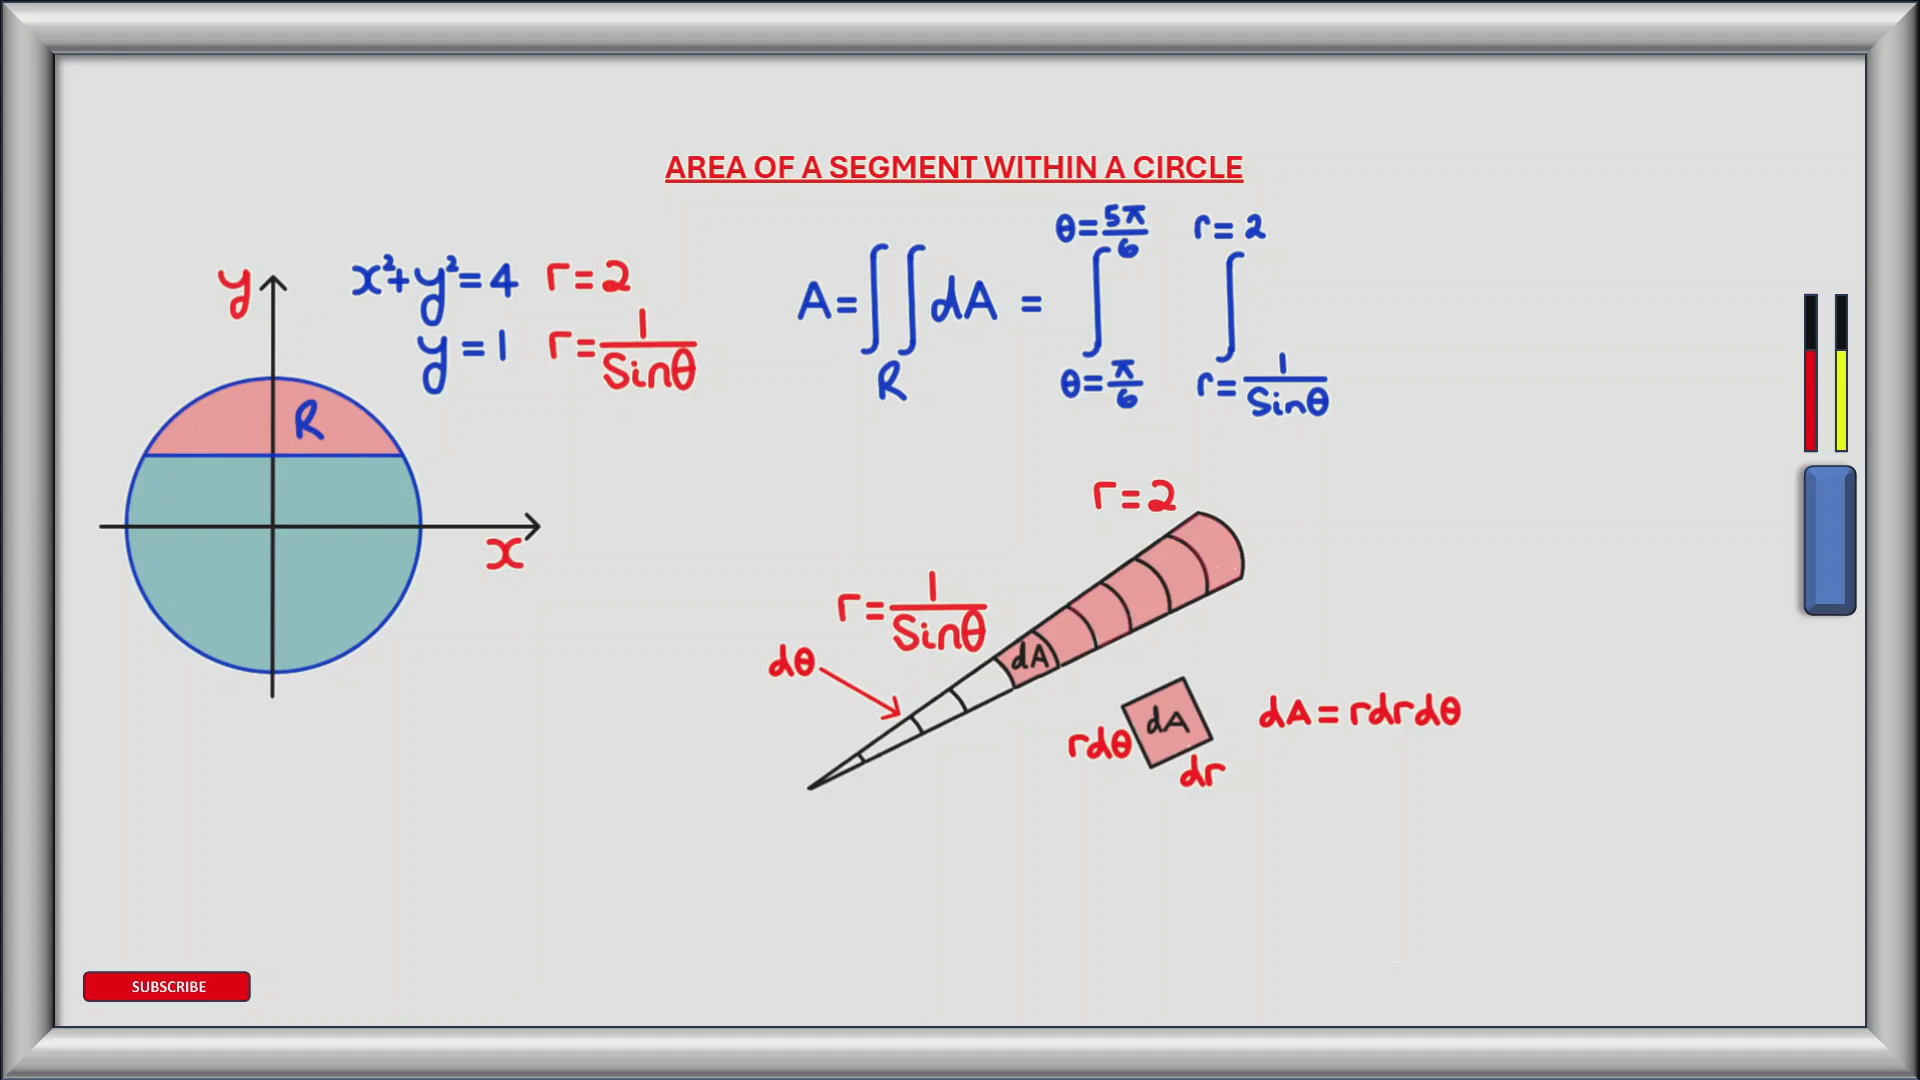 AREA OF A SEGMENT WITHIN A CIRCLE
y
x²+y²=4 r=2
y=1 r=1/Sinθ
R
x
A=∬dA = ∫ ∫
R
θ=5π/6 r=2
θ=π/6 r=1/Sinθ
r=2
r=1/Sinθ
dθ
dA
dA
rdθ
dr
dA=rdrdθ
SUBSCRIBE